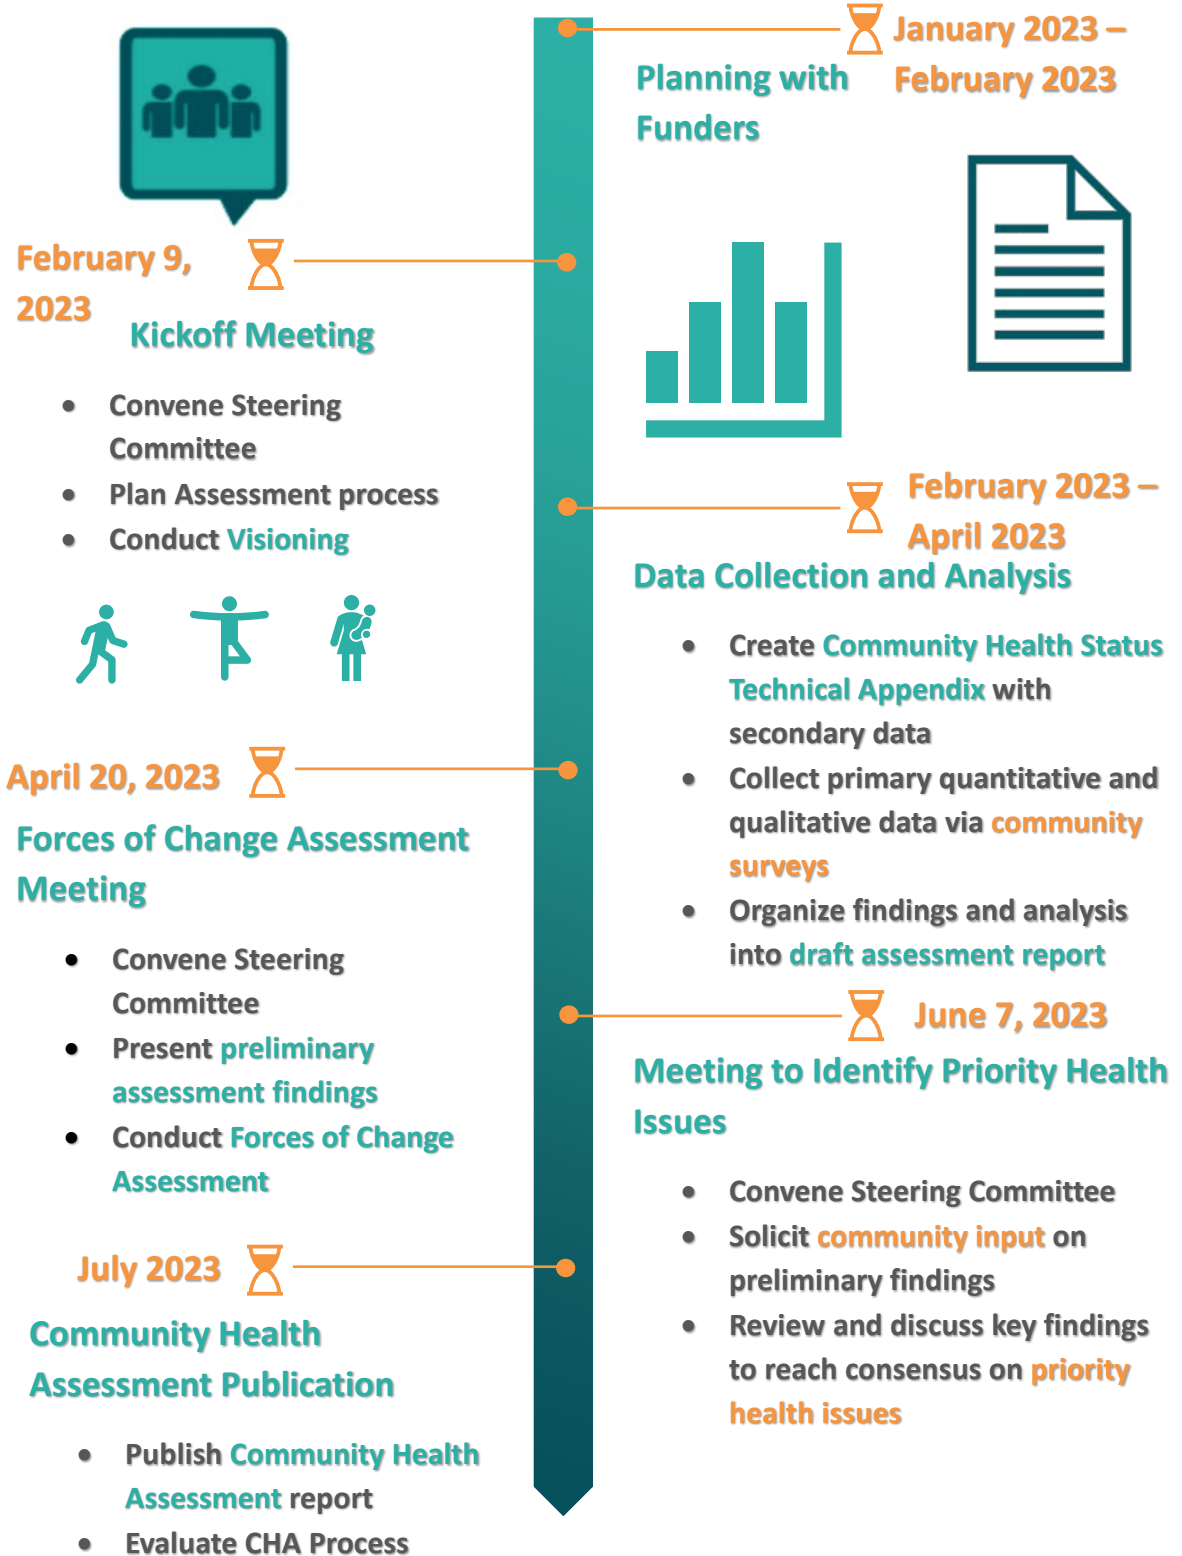 January 2023 –
February 2023
Planning with
Funders
February 9,
2023
Kickoff Meeting
• Convene Steering
Committee
• Plan Assessment process
• Conduct Visioning
February 2023 –
April 2023
Data Collection and Analysis
• Create Community Health Status
Technical Appendix with
secondary data
• Collect primary quantitative and
qualitative data via community
surveys
• Organize findings and analysis
into draft assessment report
April 20, 2023
Forces of Change Assessment
Meeting
• Convene Steering
Committee
• Present preliminary
assessment findings
• Conduct Forces of Change
Assessment
June 7, 2023
Meeting to Identify Priority Health
Issues
• Convene Steering Committee
• Solicit community input on
preliminary findings
• Review and discuss key findings
to reach consensus on priority
health issues
July 2023
Community Health
Assessment Publication
• Publish Community Health
Assessment report
• Evaluate CHA Process